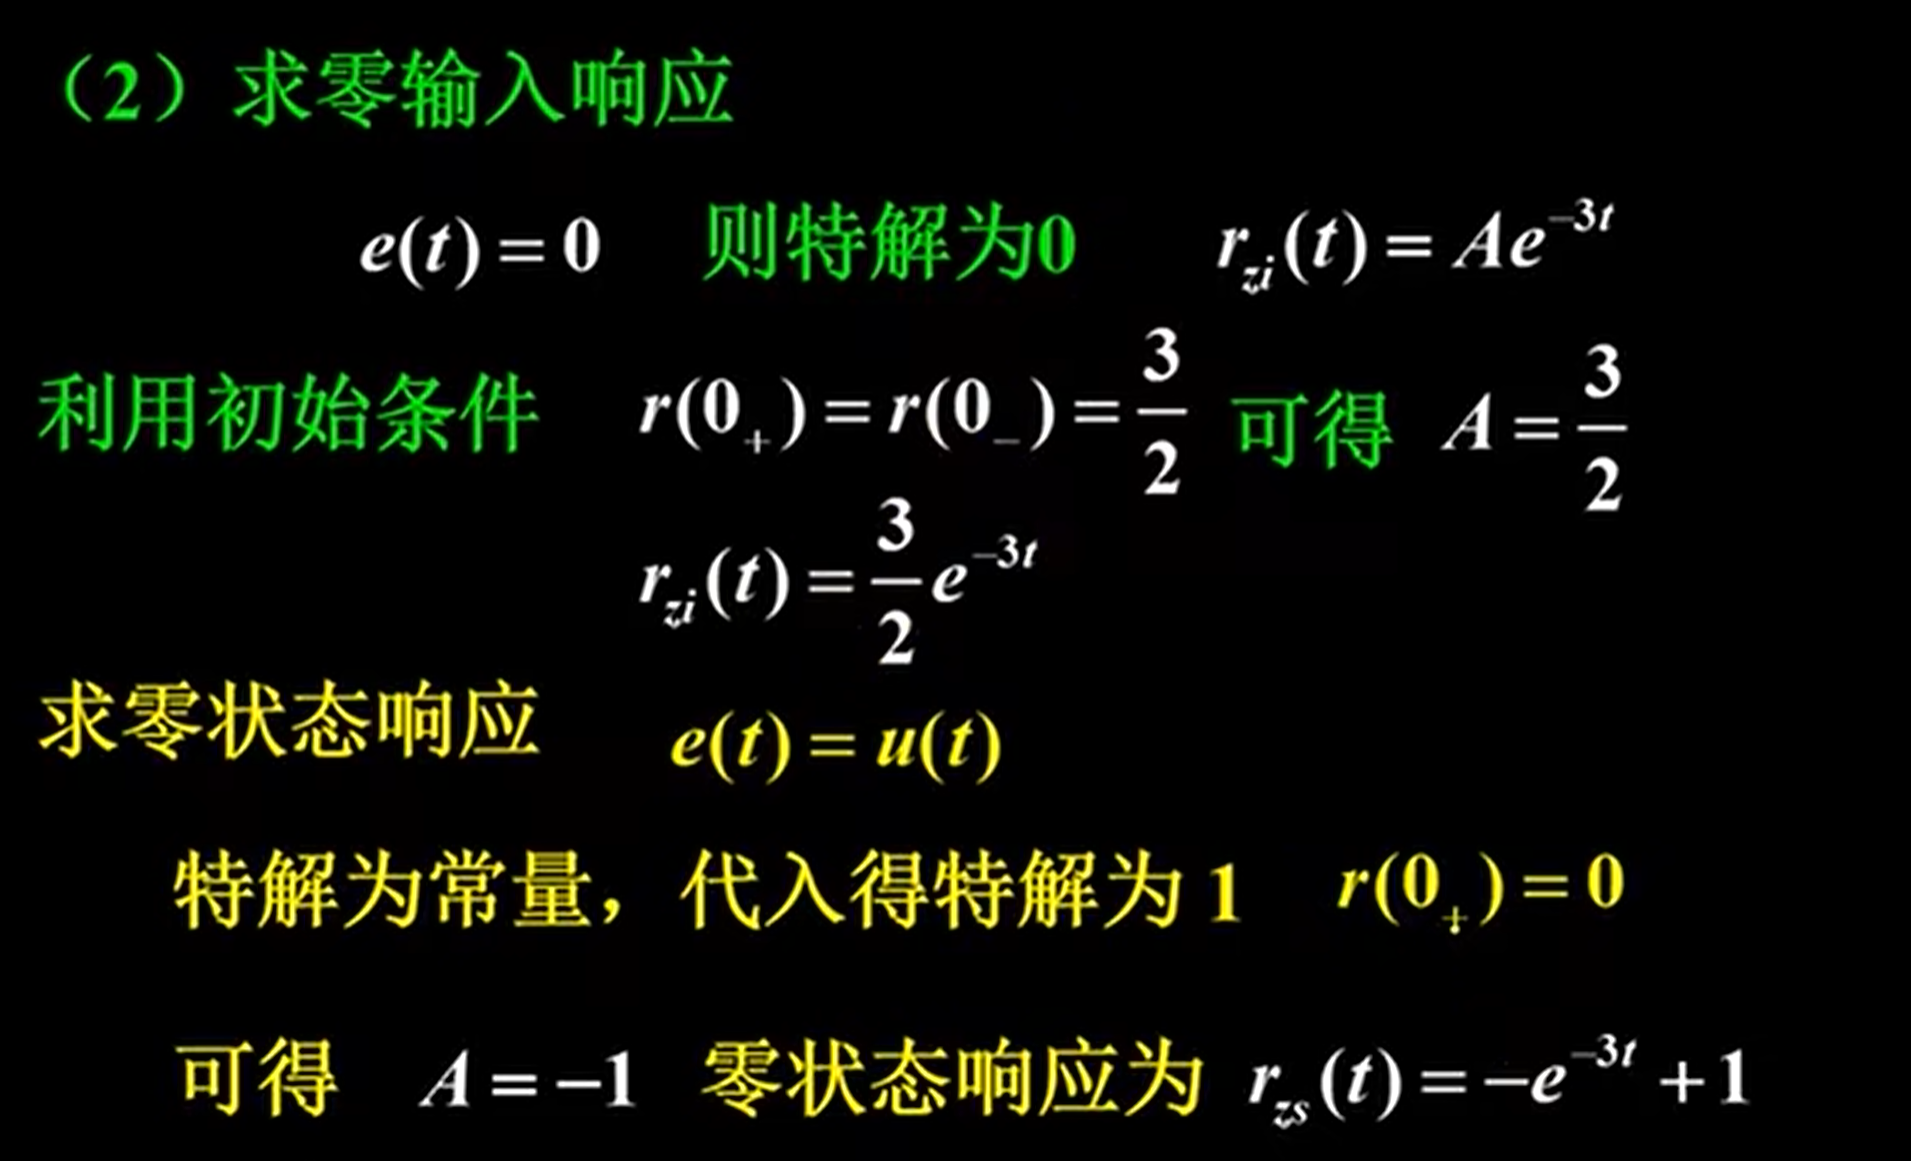 （2）求零输入响应
e(t) = 0 则特解为0 r_{zi}(t) = Ae^{-3t}
利用初始条件 r(0_+) = r(0_-) = \frac{3}{2} 可得 A = \frac{3}{2}
r_{zi}(t) = \frac{3}{2}e^{-3t}
求零状态响应 e(t) = u(t)
特解为常量，代入得特解为 1 r(0_+) = 0
可得 A = -1 零状态响应为 r_{zs}(t) = -e^{-3t} + 1